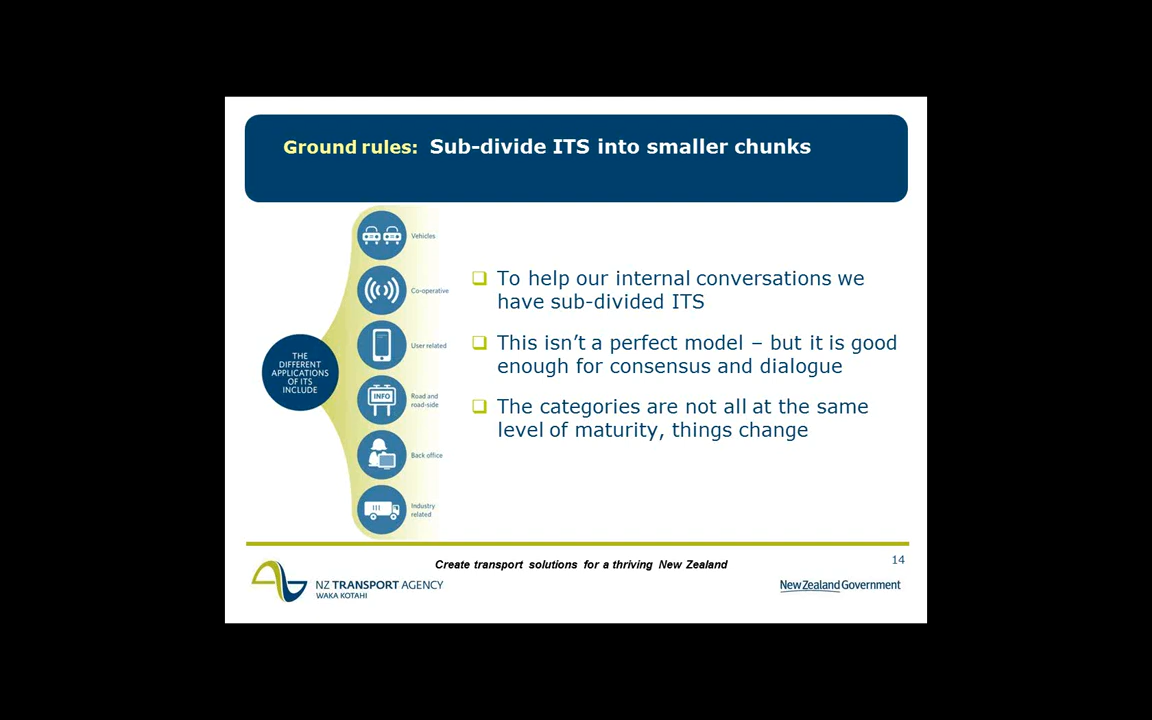 Ground rules: Sub-divide ITS into smaller chunks
THE
DIFFERENT
APPLICATIONS
OF ITS
INCLUDE
Vehicles
Co-operative
User related
INFO
Road and
road-side
Back office
Industry
related
To help our internal conversations we
have sub-divided ITS
This isn’t a perfect model – but it is good
enough for consensus and dialogue
The categories are not all at the same
level of maturity, things change
Create transport solutions for a thriving New Zealand
14
NZ TRANSPORT AGENCY
WAKA KOTAHI
New Zealand Government